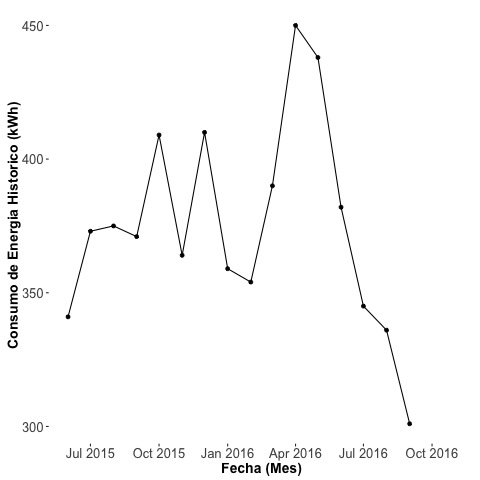 Consumo de Energia Historico (kWh)
450
400
350
300
Jul 2015 Oct 2015 Jan 2016 Apr 2016 Jul 2016 Oct 2016
Fecha (Mes)